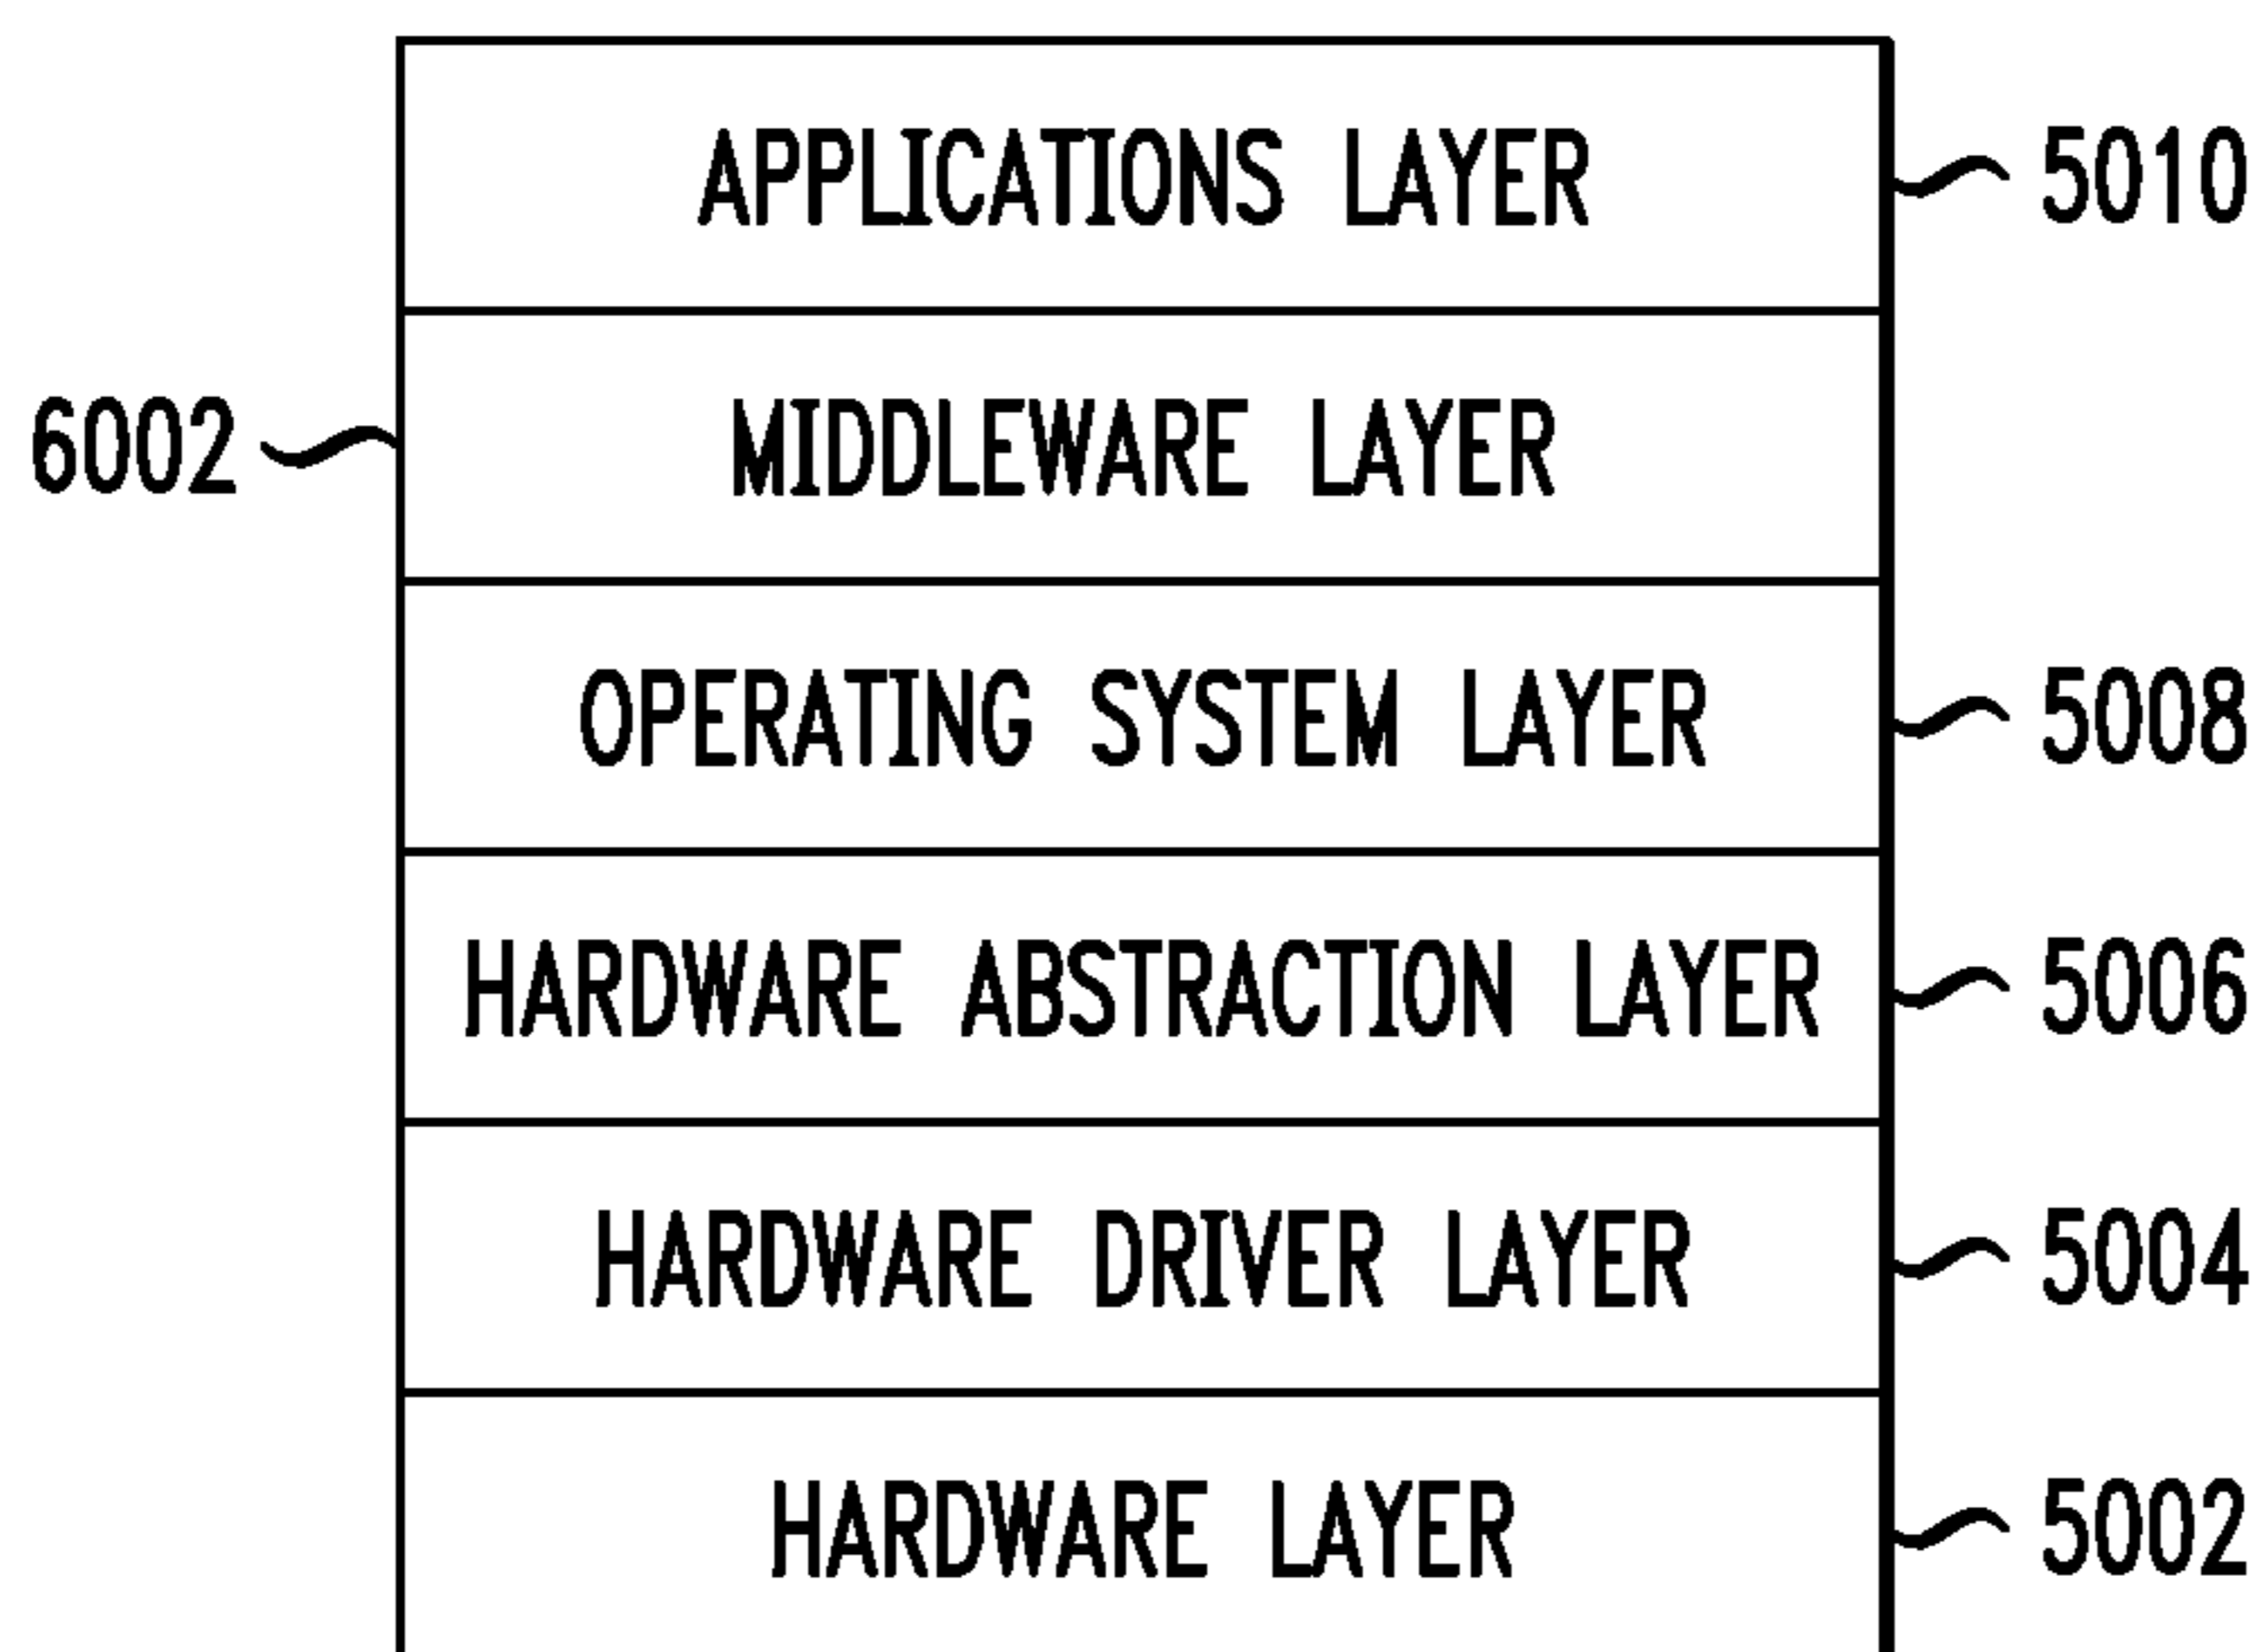 APPLICATIONS LAYER 5010
6002 MIDDLEWARE LAYER
OPERATING SYSTEM LAYER 5008
HARDWARE ABSTRACTION LAYER 5006
HARDWARE DRIVER LAYER 5004
HARDWARE LAYER 5002